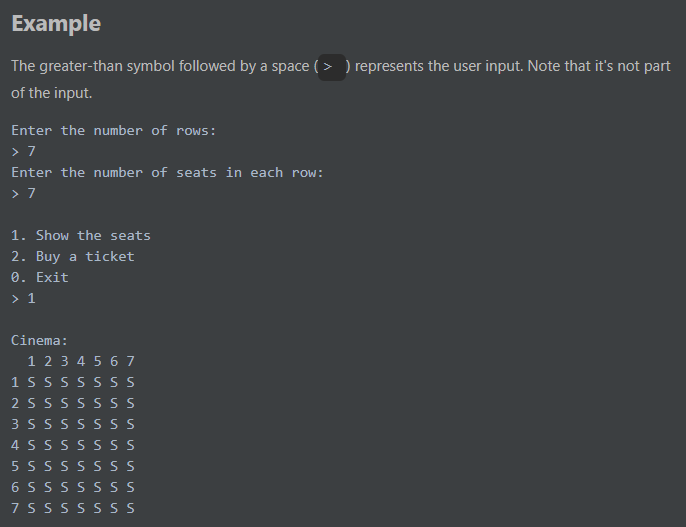 Example
The greater-than symbol followed by a space ( > ) represents the user input. Note that it's not part
of the input.
Enter the number of rows:
> 7
Enter the number of seats in each row:
> 7
1. Show the seats
2. Buy a ticket
0. Exit
> 1
Cinema:
  1 2 3 4 5 6 7
1 S S S S S S S
2 S S S S S S S
3 S S S S S S S
4 S S S S S S S
5 S S S S S S S
6 S S S S S S S
7 S S S S S S S